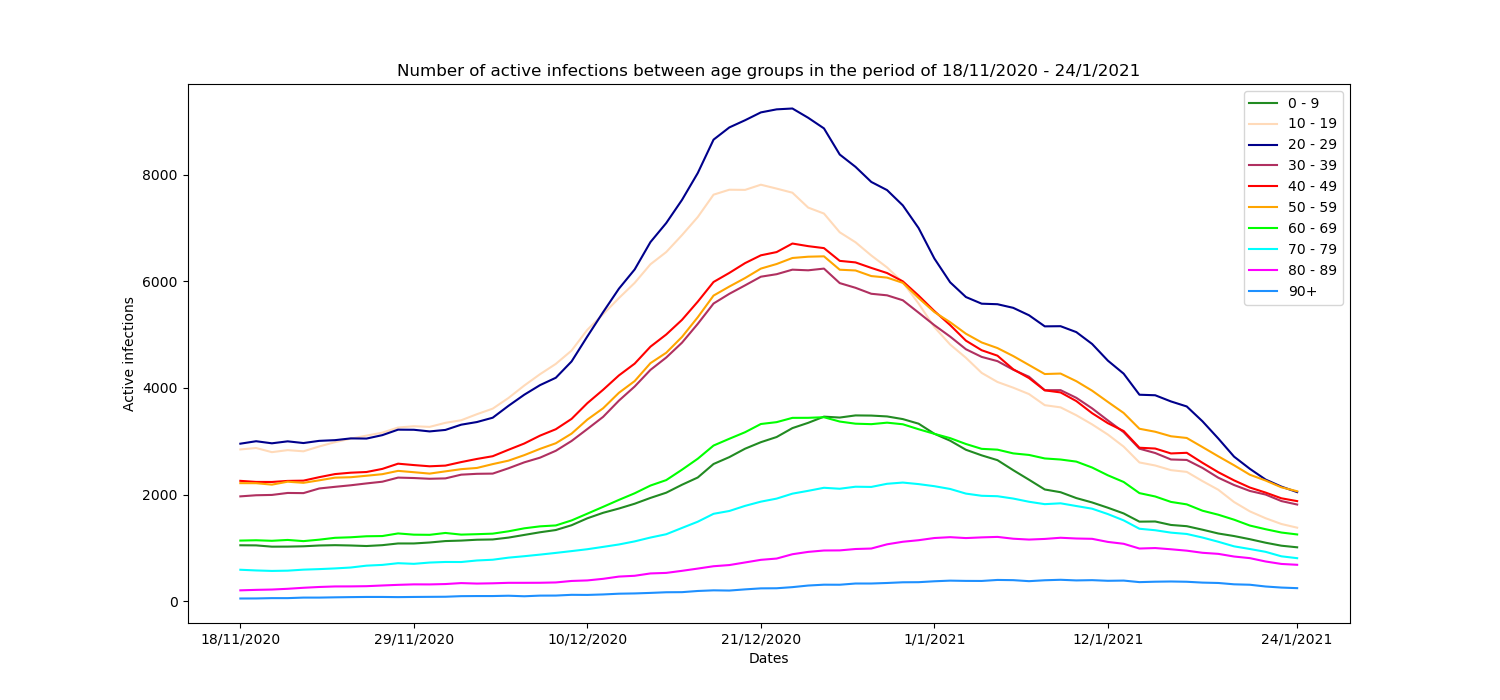 Number of active infections between age groups in the period of 18/11/2020 - 24/1/2021
0 - 9
10 - 19
20 - 29
30 - 39
40 - 49
50 - 59
60 - 69
70 - 79
80 - 89
90+
8000
6000
4000
2000
0
Active infections
18/11/2020 29/11/2020 10/12/2020 21/12/2020 1/1/2021 12/1/2021 24/1/2021
Dates